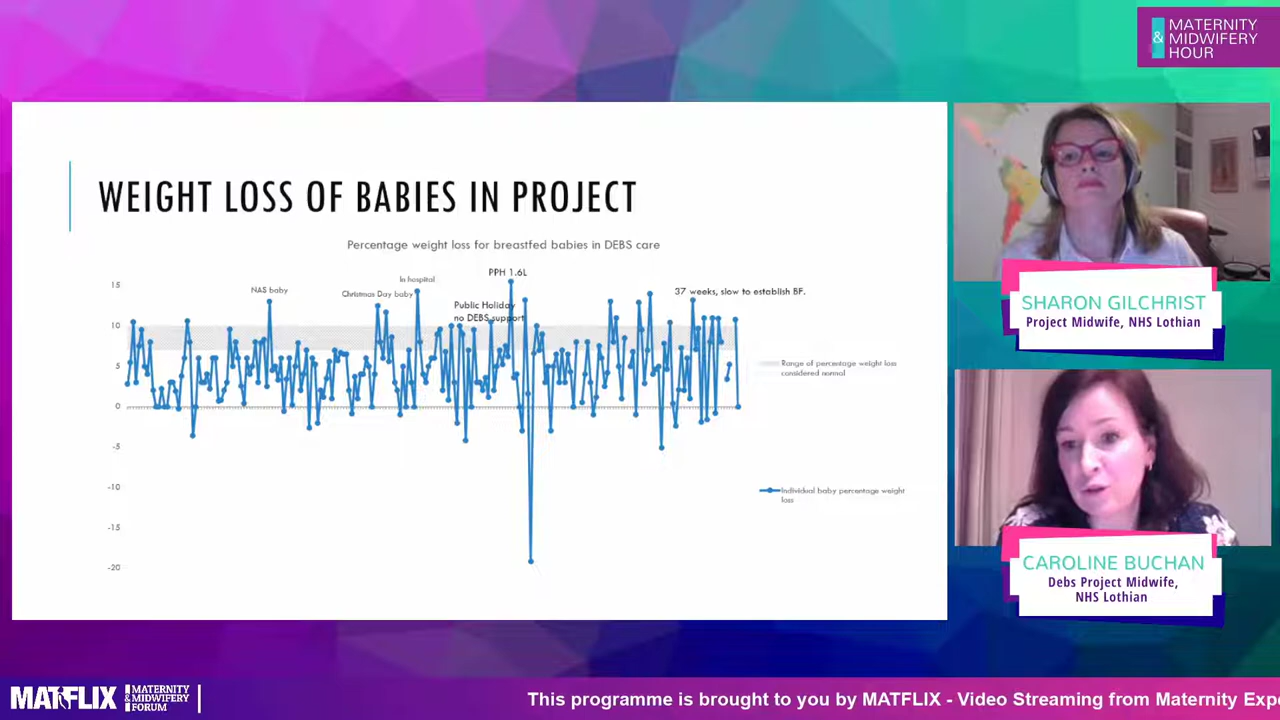 & MATERNITY
MIDWIFERY
HOUR
WEIGHT LOSS OF BABIES IN PROJECT
Percentage weight loss for breastfed babies in DEBS care
PPH 1.6L
In hospital
NAS baby
Christmas Day baby
37 weeks, slow to establish BF.
Public Holiday
no DEBS support
15
10
5
0
-5
-10
-15
-20
Range of percentage weight loss
considered normal
Individual baby percentage weight
loss
SHARON GILCHRIST
Project Midwife, NHS Lothian
CAROLINE BUCHAN
Debs Project Midwife,
NHS Lothian
MATFLIX
MATERNITY
&MIDWIFERY
FORUM
This programme is brought to you by MATFLIX - Video Streaming from Maternity Expe